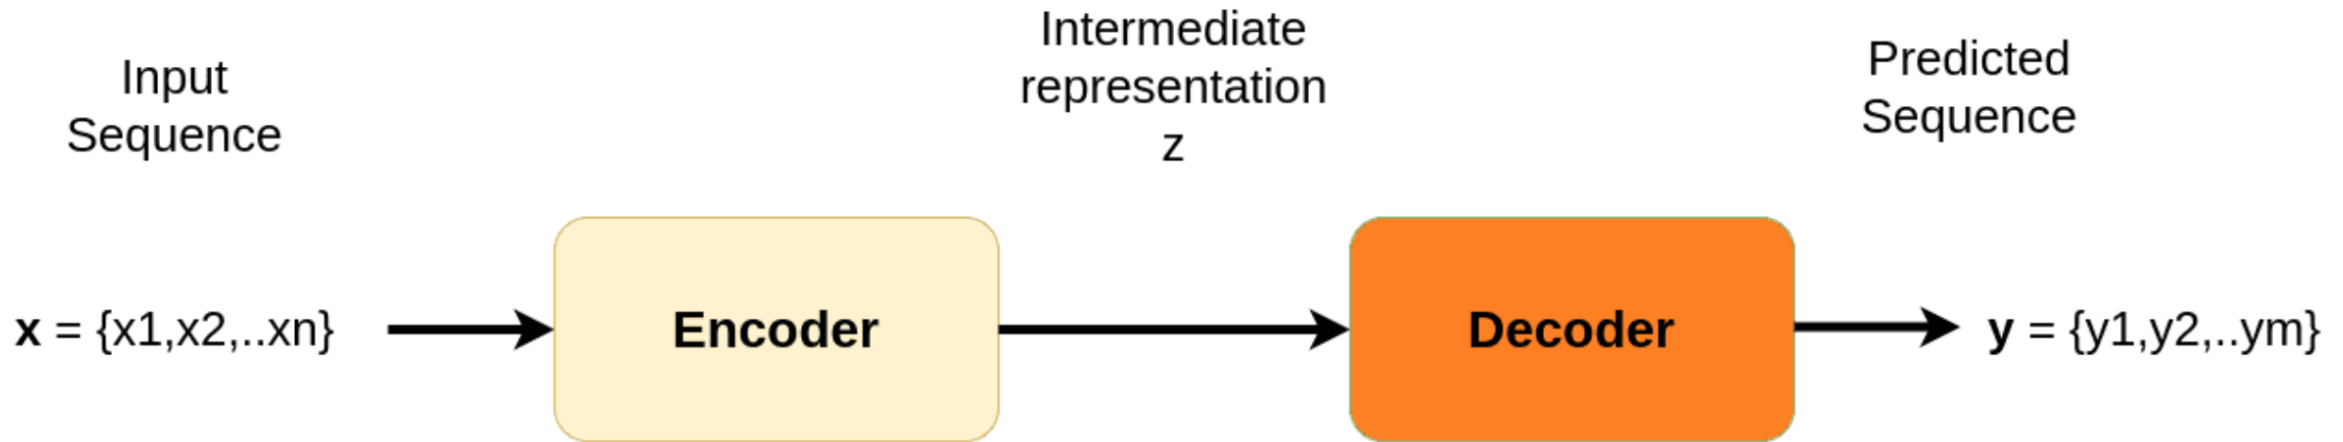 Input
Sequence
Intermediate
representation
z
Predicted
Sequence
x = {x1,x2,..xn}
Encoder
Decoder
y = {y1,y2,..ym}